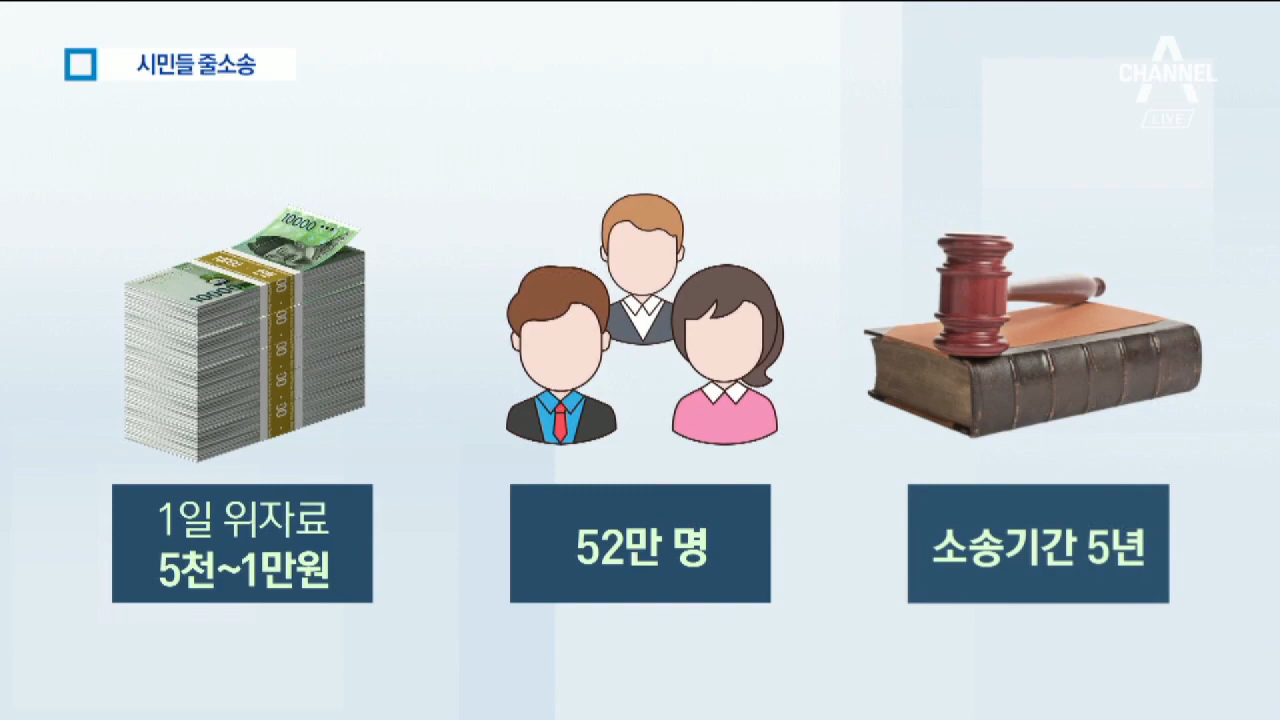 시민들 줄소송
CHANNEL A
LIVE
10000
1일 위자료
5천~1만원
52만 명
소송기간 5년